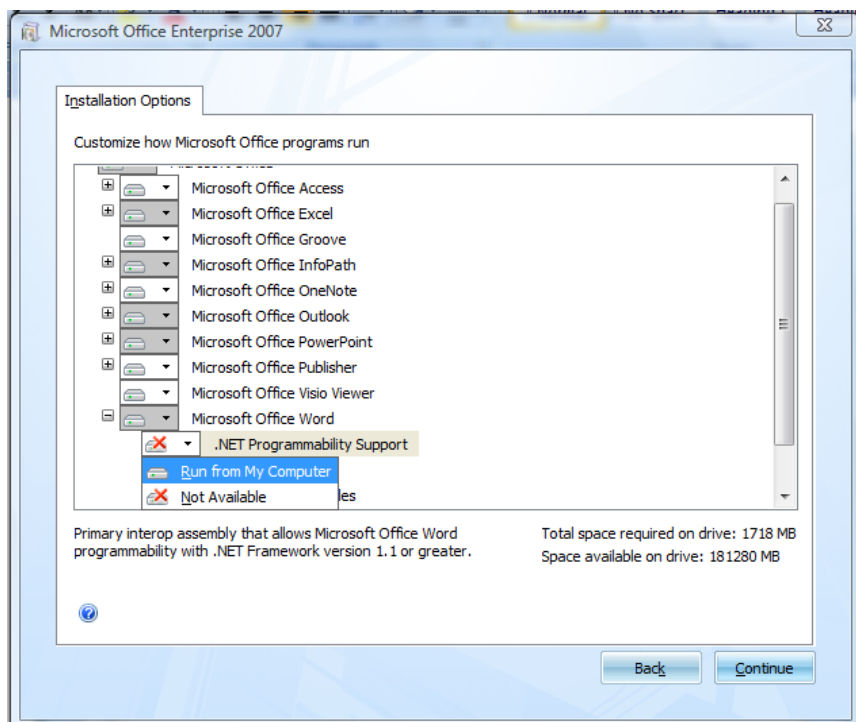 Microsoft Office Enterprise 2007
Installation Options
Customize how Microsoft Office programs run
Microsoft Office Access
Microsoft Office Excel
Microsoft Office Groove
Microsoft Office InfoPath
Microsoft Office OneNote
Microsoft Office Outlook
Microsoft Office PowerPoint
Microsoft Office Publisher
Microsoft Office Visio Viewer
Microsoft Office Word
.NET Programmability Support
Run from My Computer
Not Available
les
Primary interop assembly that allows Microsoft Office Word
programmability with .NET Framework version 1.1 or greater.
Total space required on drive: 1718 MB
Space available on drive: 181280 MB
Back
Continue